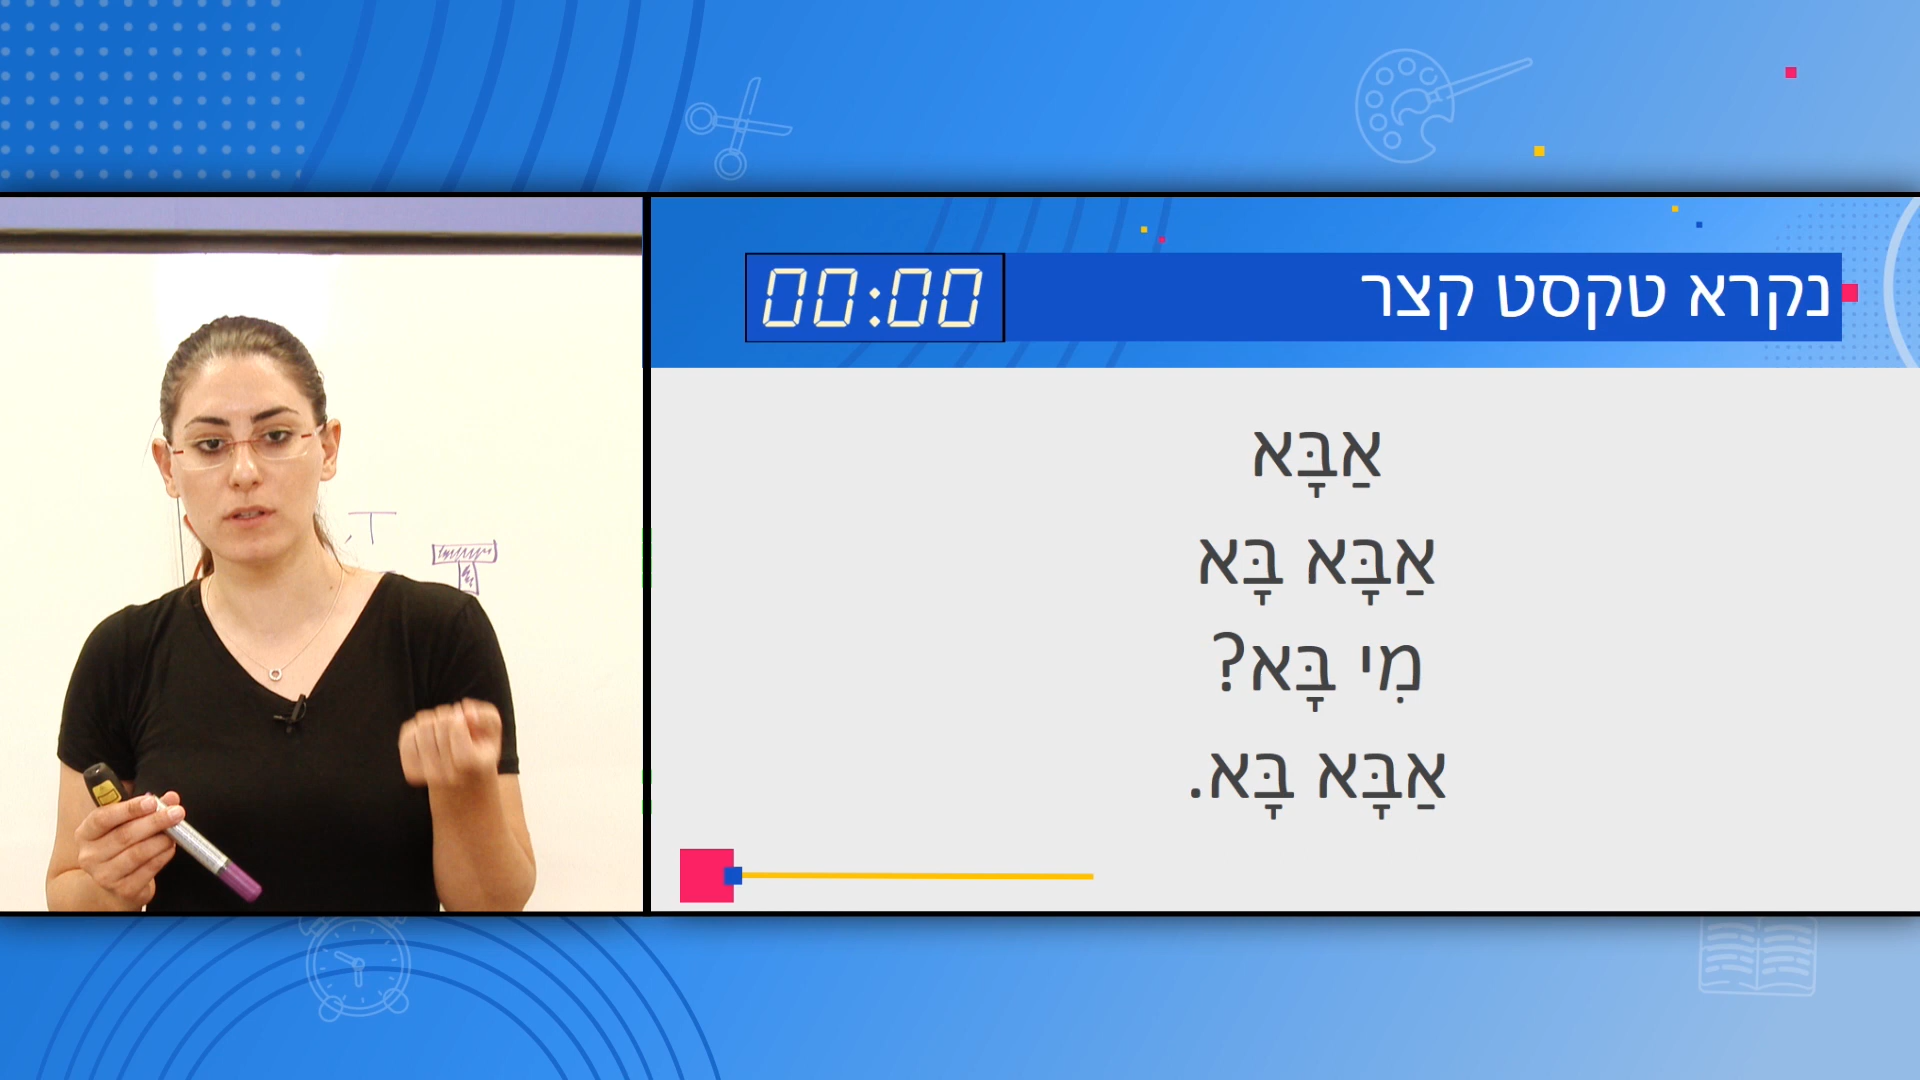 נקרא טקסט קצר
00:00
אַבָּא
אַבָּא בָּא
מִי בָּא?
אַבָּא בָּא.